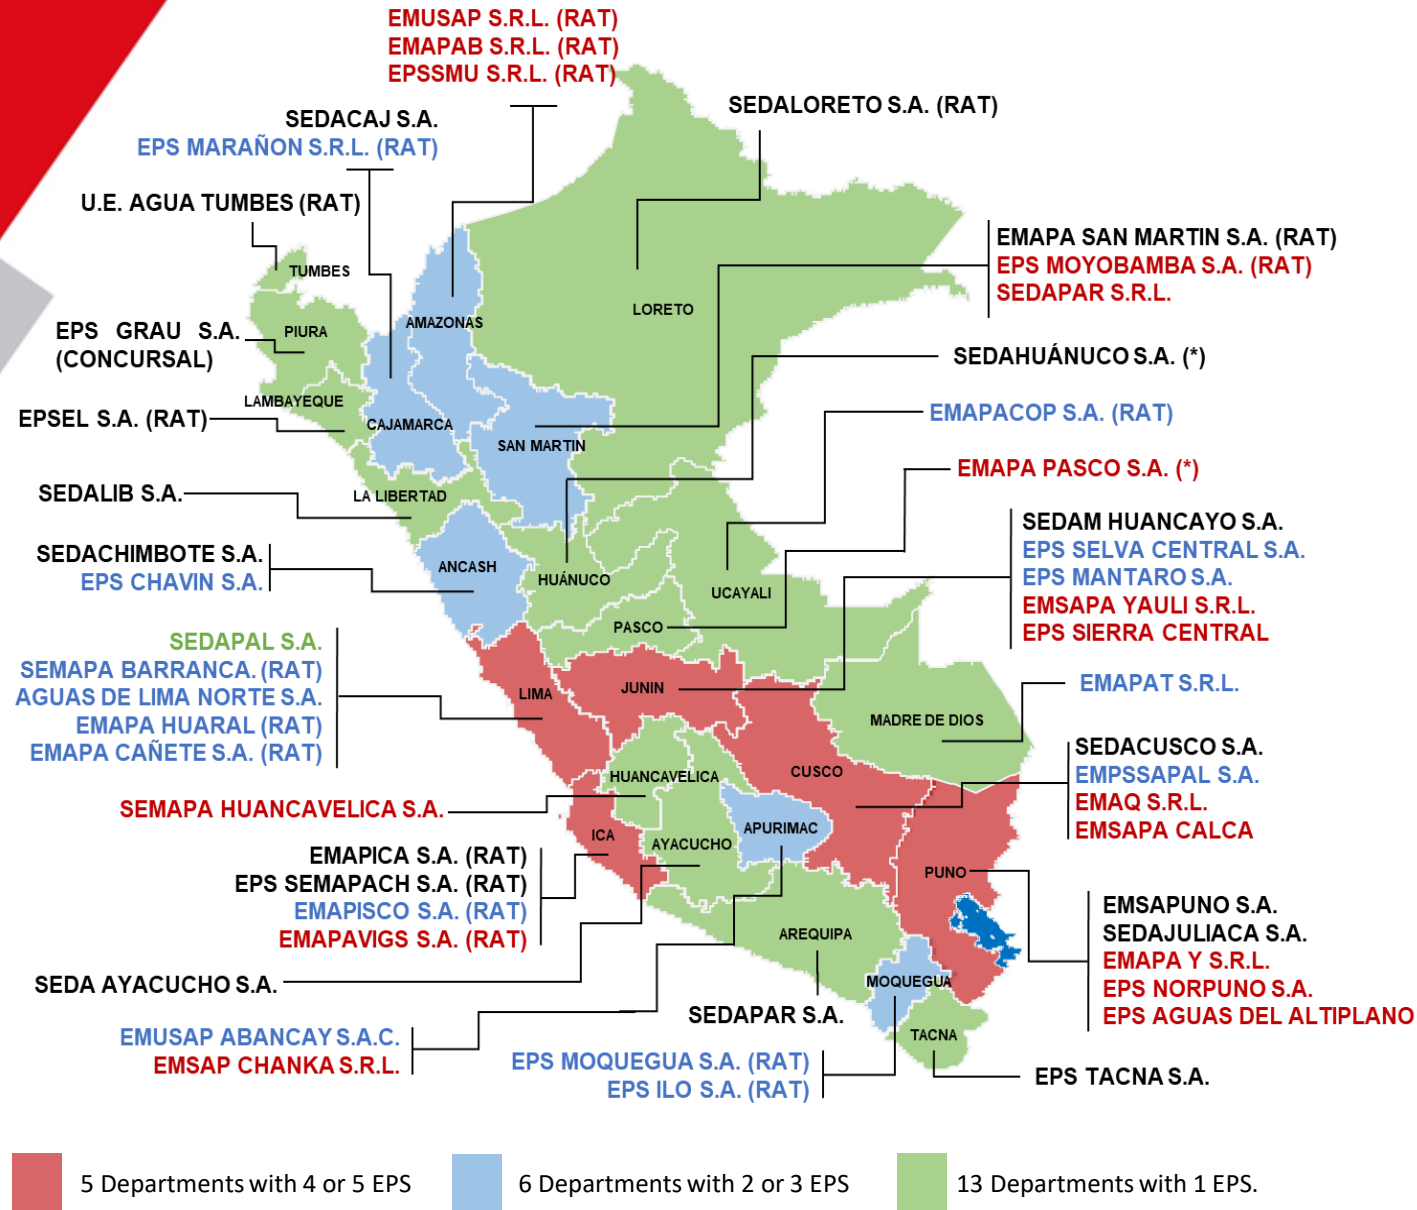 EMUSAP S.R.L. (RAT)
EMAPAB S.R.L. (RAT)
EPSSMU S.R.L. (RAT)
SEDALORETO S.A. (RAT)
SEDACAJ S.A.
EPS MARAÑON S.R.L. (RAT)
U.E. AGUA TUMBES (RAT)
EMAPA SAN MARTIN S.A. (RAT)
EPS MOYOBAMBA S.A. (RAT)
SEDAPAR S.R.L.
TUMBES
LORETO
AMAZONAS
PIURA
EPS GRAU S.A.
(CONCURSAL)
SEDAHUÁNUCO S.A. (*)
LAMBAYEQUE
EPSEL S.A. (RAT)
CAJAMARCA
EMAPACOP S.A. (RAT)
SAN MARTIN
EMAPA PASCO S.A. (*)
SEDALIB S.A.
LA LIBERTAD
SEDAM HUANCAYO S.A.
EPS SELVA CENTRAL S.A.
EPS MANTARO S.A.
EMSAPA YAULI S.R.L.
EPS SIERRA CENTRAL
SEDACHIMBOTE S.A.
EPS CHAVIN S.A.
ANCASH
HUÁNUCO
UCAYALI
PASCO
SEDAPAL S.A.
SEMAPA BARRANCA. (RAT)
AGUAS DE LIMA NORTE S.A.
EMAPA HUARAL (RAT)
EMAPA CAÑETE S.A. (RAT)
LIMA
JUNIN
EMAPAT S.R.L.
MADRE DE DIOS
SEDACUSCO S.A.
EMPSSAPAL S.A.
EMAQ S.R.L.
EMSAPA CALCA
HUANCAVELICA
CUSCO
SEMAPA HUANCAVELICA S.A.
ICA
AYACUCHO
APURIMAC
PUNO
EMAPICA S.A. (RAT)
EPS SEMAPACH S.A. (RAT)
EMAPISCO S.A. (RAT)
EMAPAVIGS S.A. (RAT)
EMSAPUNO S.A.
SEDAJULIACA S.A.
EMAPA Y S.R.L.
EPS NORPUNO S.A.
EPS AGUAS DEL ALTIPLANO
AREQUIPA
SEDA AYACUCHO S.A.
MOQUEGUA
SEDAPAR S.A.
TACNA
EMUSAP ABANCAY S.A.C.
EMSAP CHANKA S.R.L.
EPS MOQUEGUA S.A. (RAT)
EPS ILO S.A. (RAT)
EPS TACNA S.A.
5 Departments with 4 or 5 EPS
6 Departments with 2 or 3 EPS
13 Departments with 1 EPS.